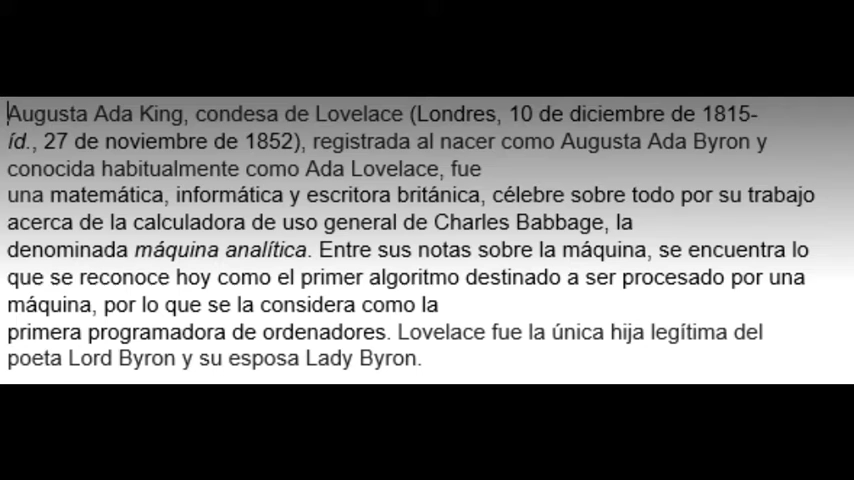 Augusta Ada King, condesa de Lovelace (Londres, 10 de diciembre de 1815-
íd., 27 de noviembre de 1852), registrada al nacer como Augusta Ada Byron y
conocida habitualmente como Ada Lovelace, fue
una matemática, informática y escritora británica, célebre sobre todo por su trabajo
acerca de la calculadora de uso general de Charles Babbage, la
denominada máquina analítica. Entre sus notas sobre la máquina, se encuentra lo
que se reconoce hoy como el primer algoritmo destinado a ser procesado por una
máquina, por lo que se la considera como la
primera programadora de ordenadores. Lovelace fue la única hija legítima del
poeta Lord Byron y su esposa Lady Byron.